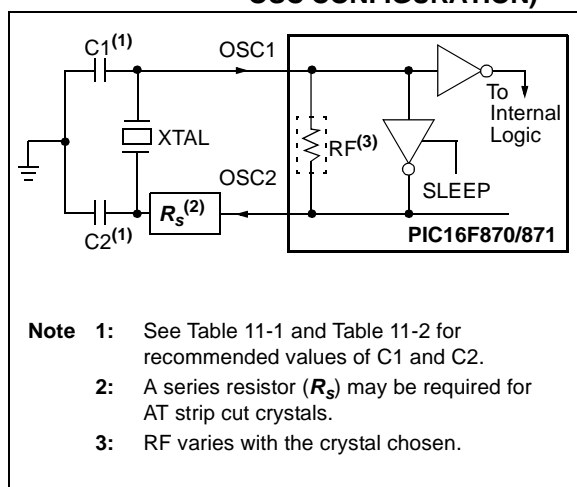 OSC CONFIGURATION)
C1(1)
OSC1
To
Internal
Logic
XTAL
RF(3)
OSC2
SLEEP
Rs(2)
C2(1)
PIC16F870/871
Note 1: See Table 11-1 and Table 11-2 for
recommended values of C1 and C2.
2: A series resistor (Rs) may be required for
AT strip cut crystals.
3: RF varies with the crystal chosen.